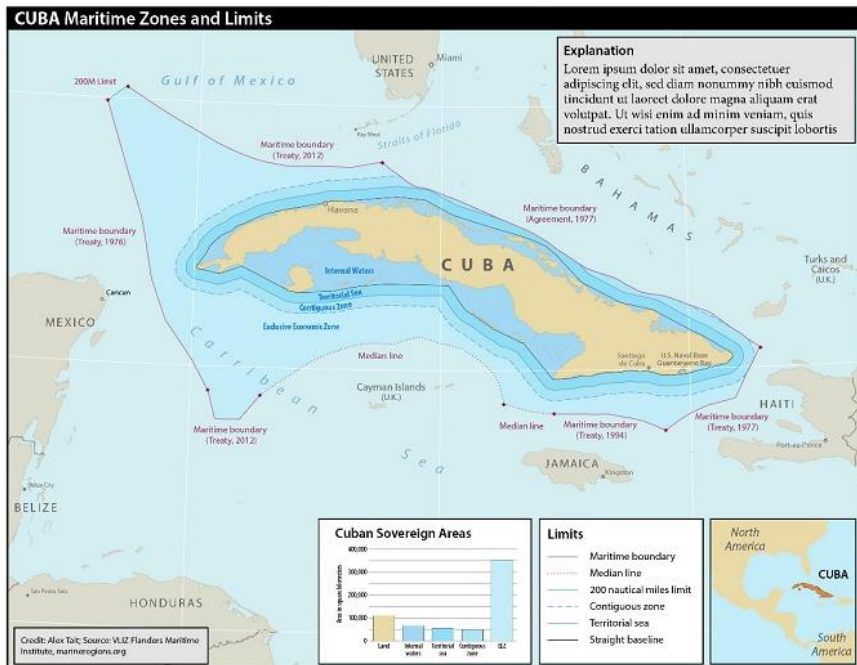 CUBA Maritime Zones and Limits
UNITED
STATES
Miami
Explanation
Lorem ipsum dolor sit amet, consectetuer
adipiscing elit, sed diam nonummy nibh euismod
tincidunt ut laoreet dolore magna aliquam erat
volutpat. Ut wisi enim ad minim veniam, quis
nostrud exerci tation ullamcorper suscipit lobortis
200M Limit
Gulf of Mexico
Key West
Straits of Florida
Maritime boundary
(Treaty, 2012)
BAHAMAS
Maritime boundary
(Agreement, 1977)
Havana
Maritime boundary
(Treaty, 1976)
CUBA
Internal Waters
Territorial Sea
Contiguous Zone
Exclusive Economic Zone
Turks and
Caicos
(U.K.)
Cancun
MEXICO
Carribean
Sea
Median line
Santiago
de Cuba
U.S. Naval Base
Guantanamo Bay
Cayman Islands
(U.K.)
Maritime boundary
(Treaty, 2012)
Median line
Maritime boundary
(Treaty, 1994)
Maritime boundary
(Treaty, 1977)
HAITI
Port-au-Prince
JAMAICA
Kingston
Belize City
BELIZE
San Pedro Sula
HONDURAS
Credit: Alex Tait; Source: VLIZ Flanders Maritime
Institute, marineregions.org
Cuban Sovereign Areas
Area in square kilometers
400,000
300,000
200,000
100,000
0
Land
Internal
waters
Territorial
sea
Contiguous
zone
EEZ
Limits
Maritime boundary
Median line
200 nautical miles limit
Contiguous zone
Territorial sea
Straight baseline
North
America
CUBA
South
America